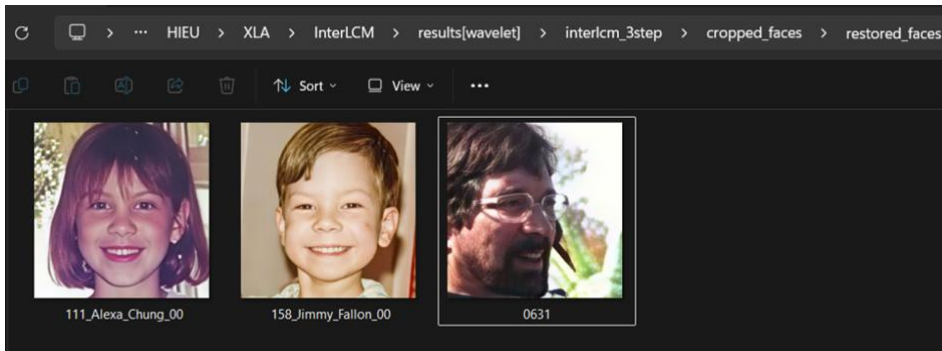 HIEU > XLA > InterLCM > results[wavelet] > interlcm_3step > cropped_faces > restored_faces
Sort View
111_Alexa_Chung_00 158_Jimmy_Fallon_00 0631